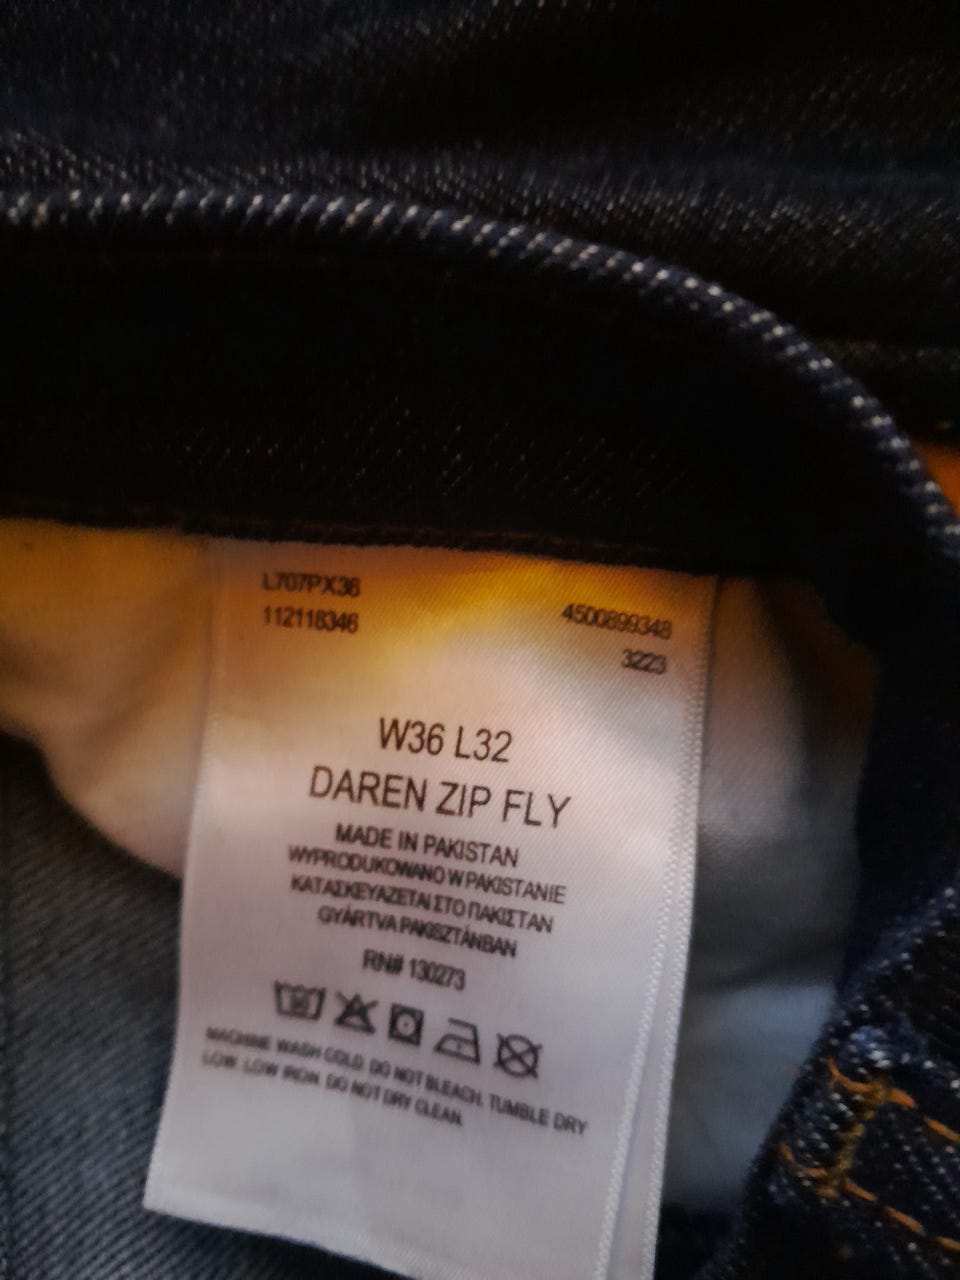 L707PX36
112118346
4500899348
3223
W36 L32
DAREN ZIP FLY
MADE IN PAKISTAN
WYPRODUKOWANO W PAKISTANIE
ΚΑΤΑΣΚΕΥΑΖΕΤΑΙ ΣΤΟ ΠΑΚΙΣΤΑΝ
GYÁRTVA PAKISZTÁNBAN
RN# 130273
MACHINE WASH COLD. DO NOT BLEACH. TUMBLE DRY
LOW. LOW IRON. DO NOT DRY CLEAN.